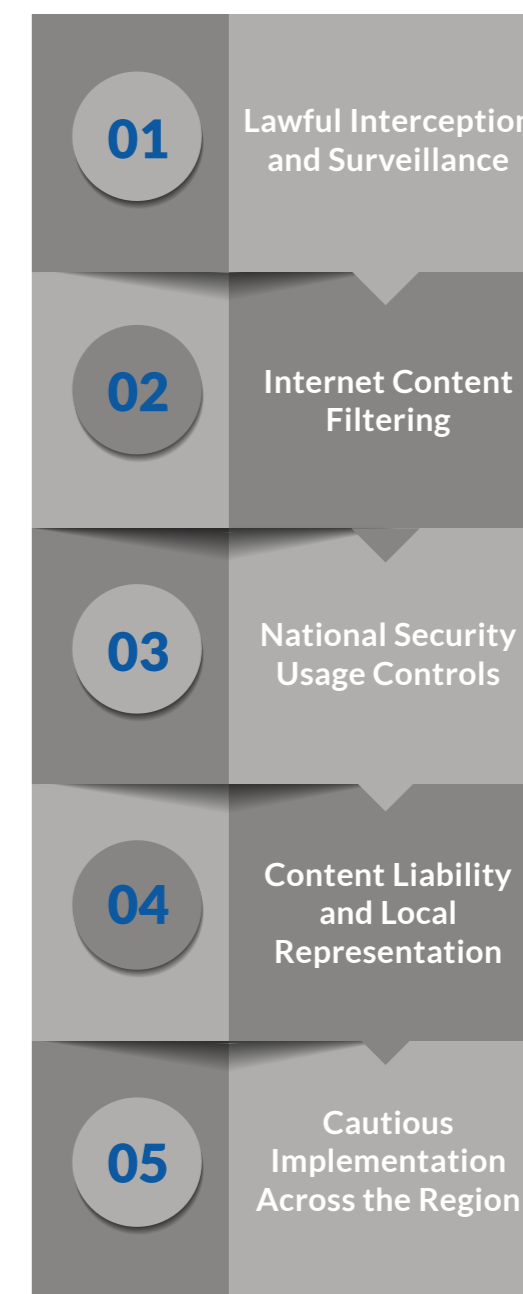 01
Lawful Interception
and Surveillance
02
Internet Content
Filtering
03
National Security
Usage Controls
04
Content Liability
and Local
Representation
05
Cautious
Implementation
Across the Region